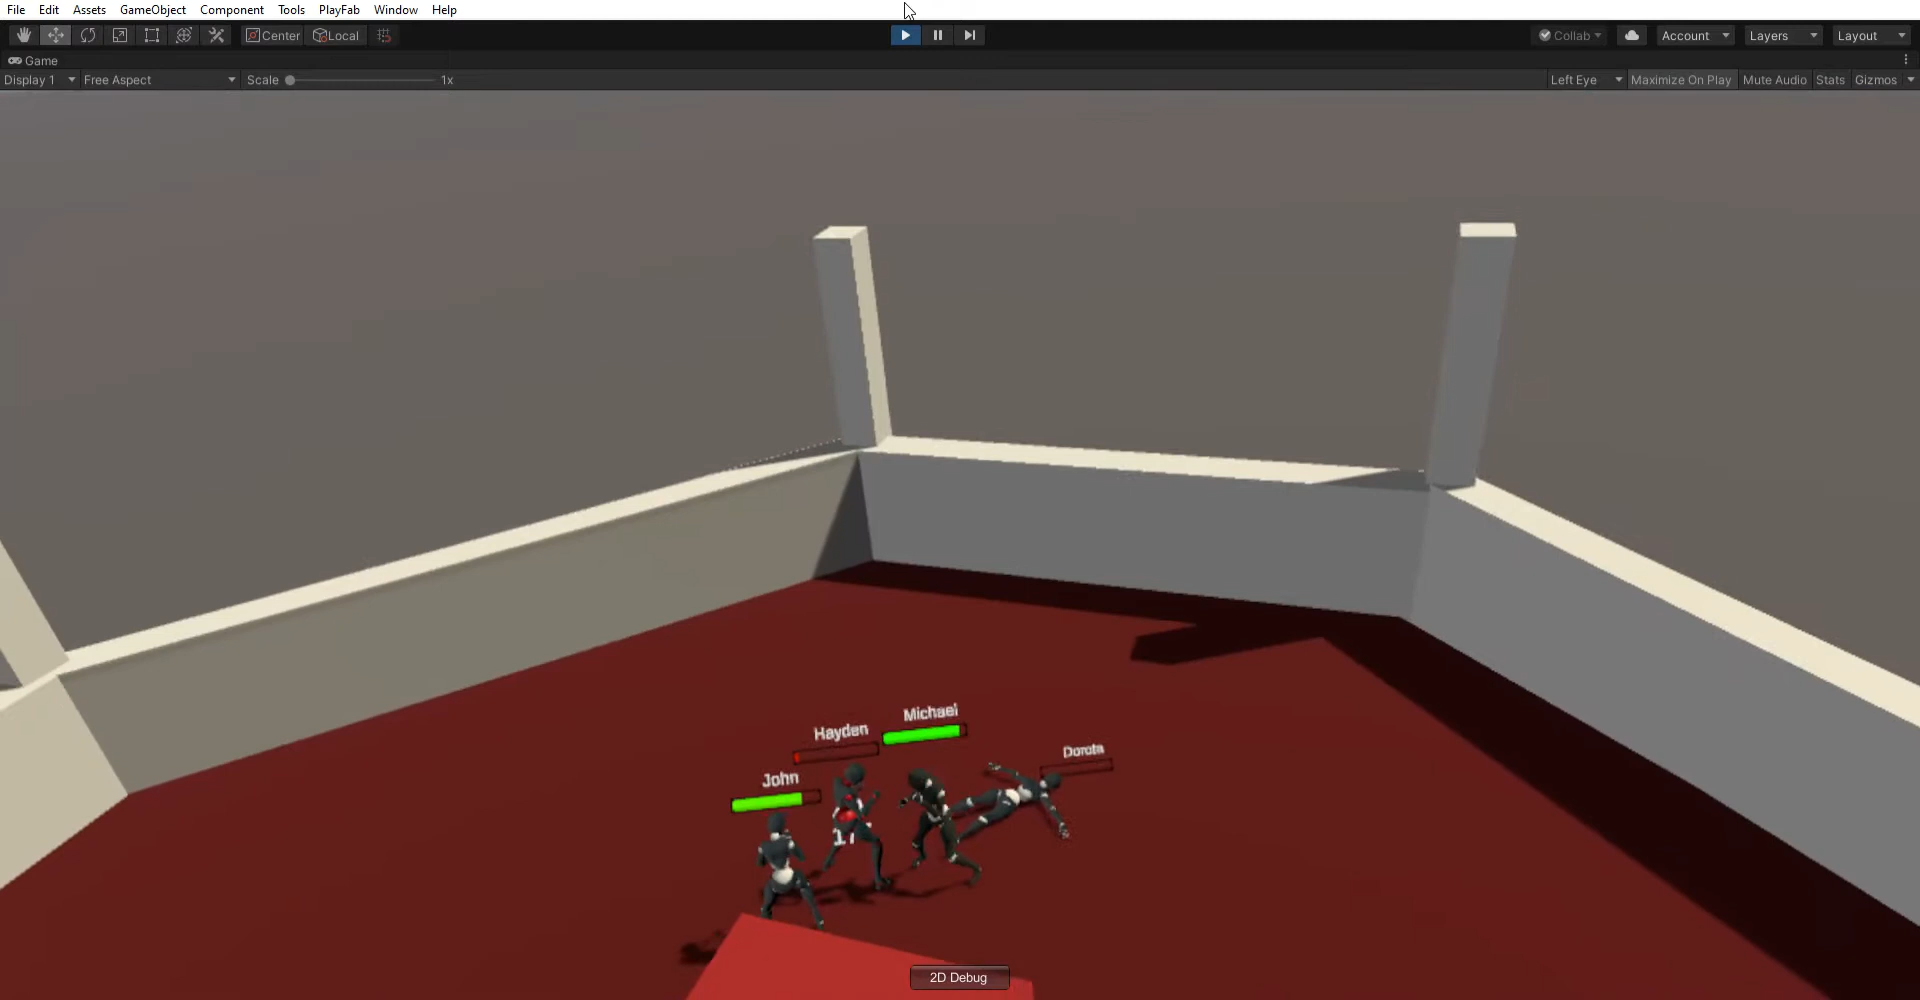 File Edit Assets GameObject Component Tools PlayFab Window Help
Center Local Collab Account Layers Layout
Game
Display 1 Free Aspect Scale 1x Left Eye Maximize On Play Mute Audio Stats Gizmos
Michael
Hayden
Dorota
John
17
2D Debug